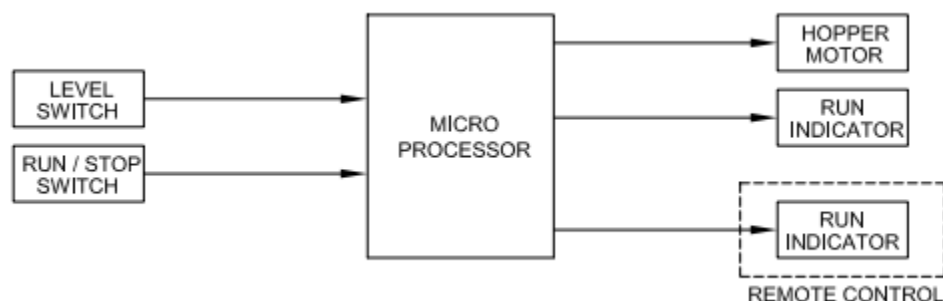 LEVEL
SWITCH
RUN / STOP
SWITCH
MICRO
PROCESSOR
HOPPER
MOTOR
RUN
INDICATOR
RUN
INDICATOR
REMOTE CONTROL